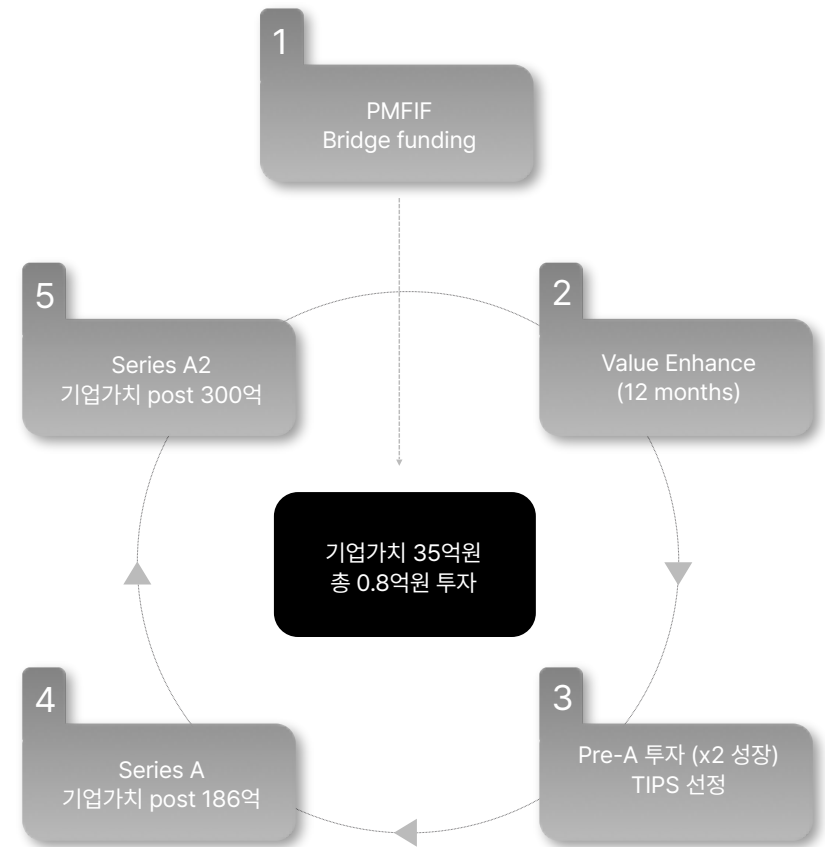 1
PMFIF
Bridge funding
2
Value Enhance
(12 months)
3
Pre-A 투자 (x2 성장)
TIPS 선정
4
Series A
기업가치 post 186억
5
Series A2
기업가치 post 300억
기업가치 35억원
총 0.8억원 투자